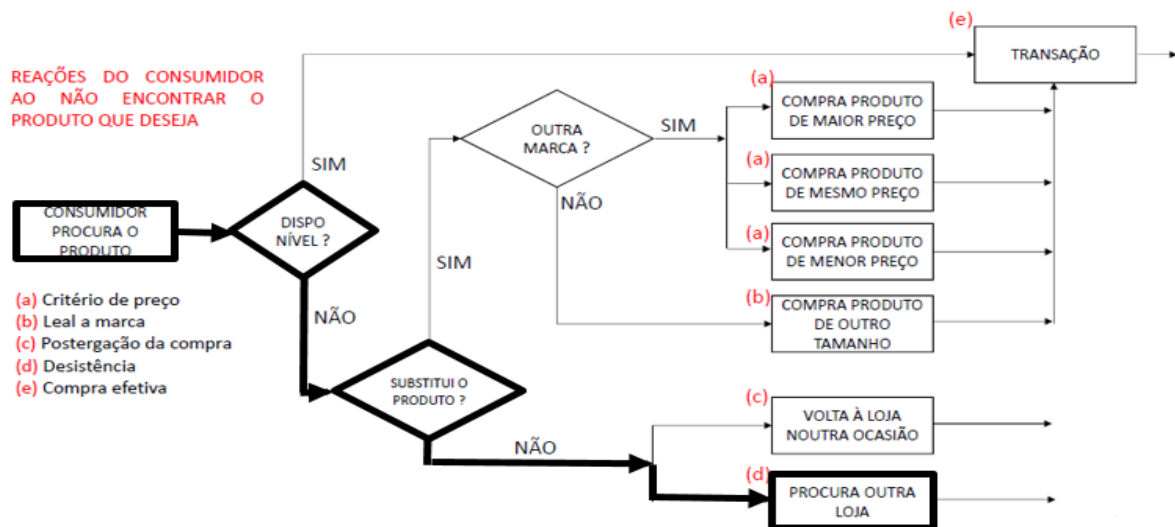 (e)
TRANSAÇÃO
REAÇÕES DO CONSUMIDOR
AO NÃO ENCONTRAR O
PRODUTO QUE DESEJA
(a)
COMPRA PRODUTO
DE MAIOR PREÇO
OUTRA
MARCA ?
SIM
SIM
(a)
COMPRA PRODUTO
DE MESMO PREÇO
NÃO
CONSUMIDOR
PROCURA O
PRODUTO
DISPO
NÍVEL ?
(a)
COMPRA PRODUTO
DE MENOR PREÇO
SIM
(a) Critério de preço
(b) Leal a marca
(c) Postergação da compra
(d) Desistência
(e) Compra efetiva
NÃO
(b)
COMPRA PRODUTO
DE OUTRO
TAMANHO
SUBSTITUI O
PRODUTO ?
(c)
VOLTA À LOJA
NOUTRA OCASIÃO
NÃO
(d)
PROCURA OUTRA
LOJA